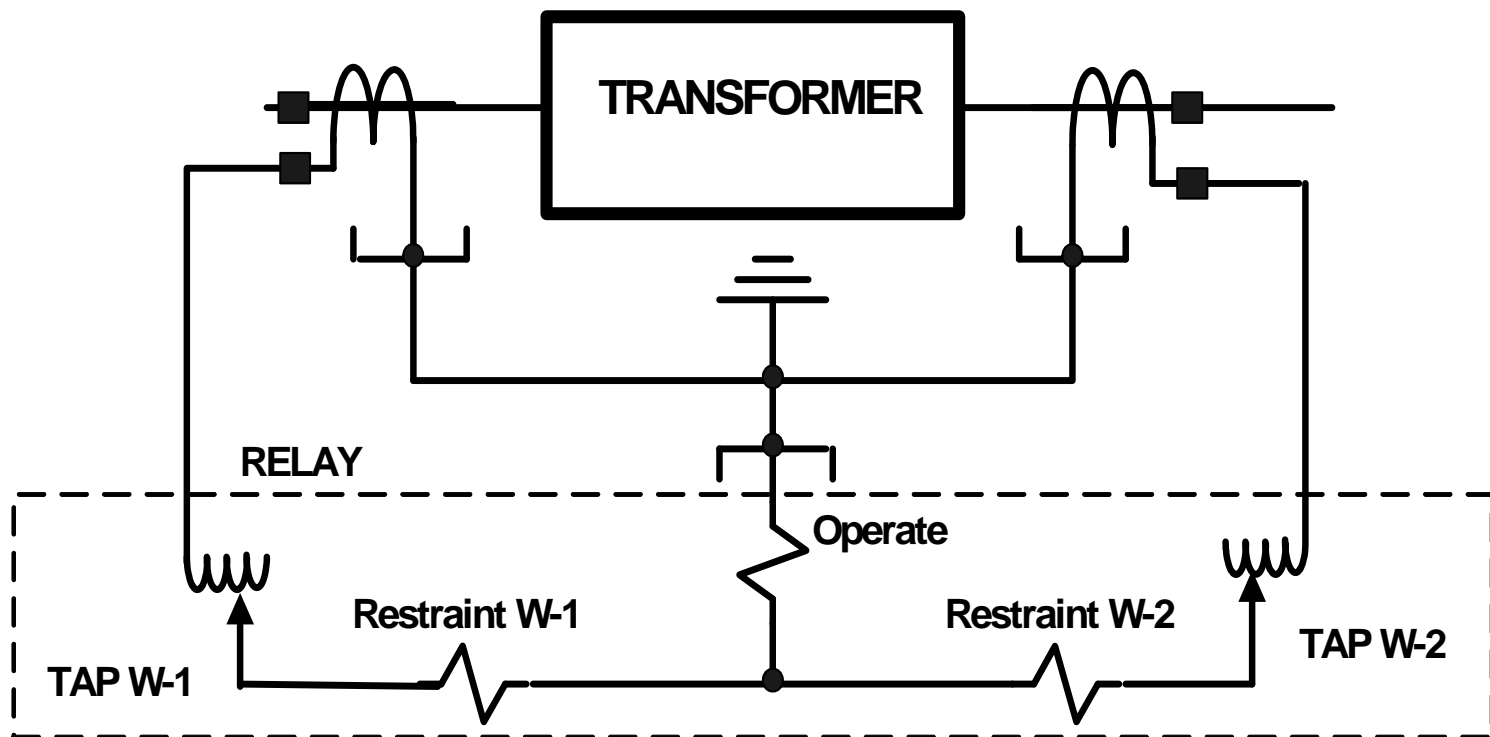 TRANSFORMER
RELAY
Operate
Restraint W-1
Restraint W-2
TAP W-1
TAP W-2